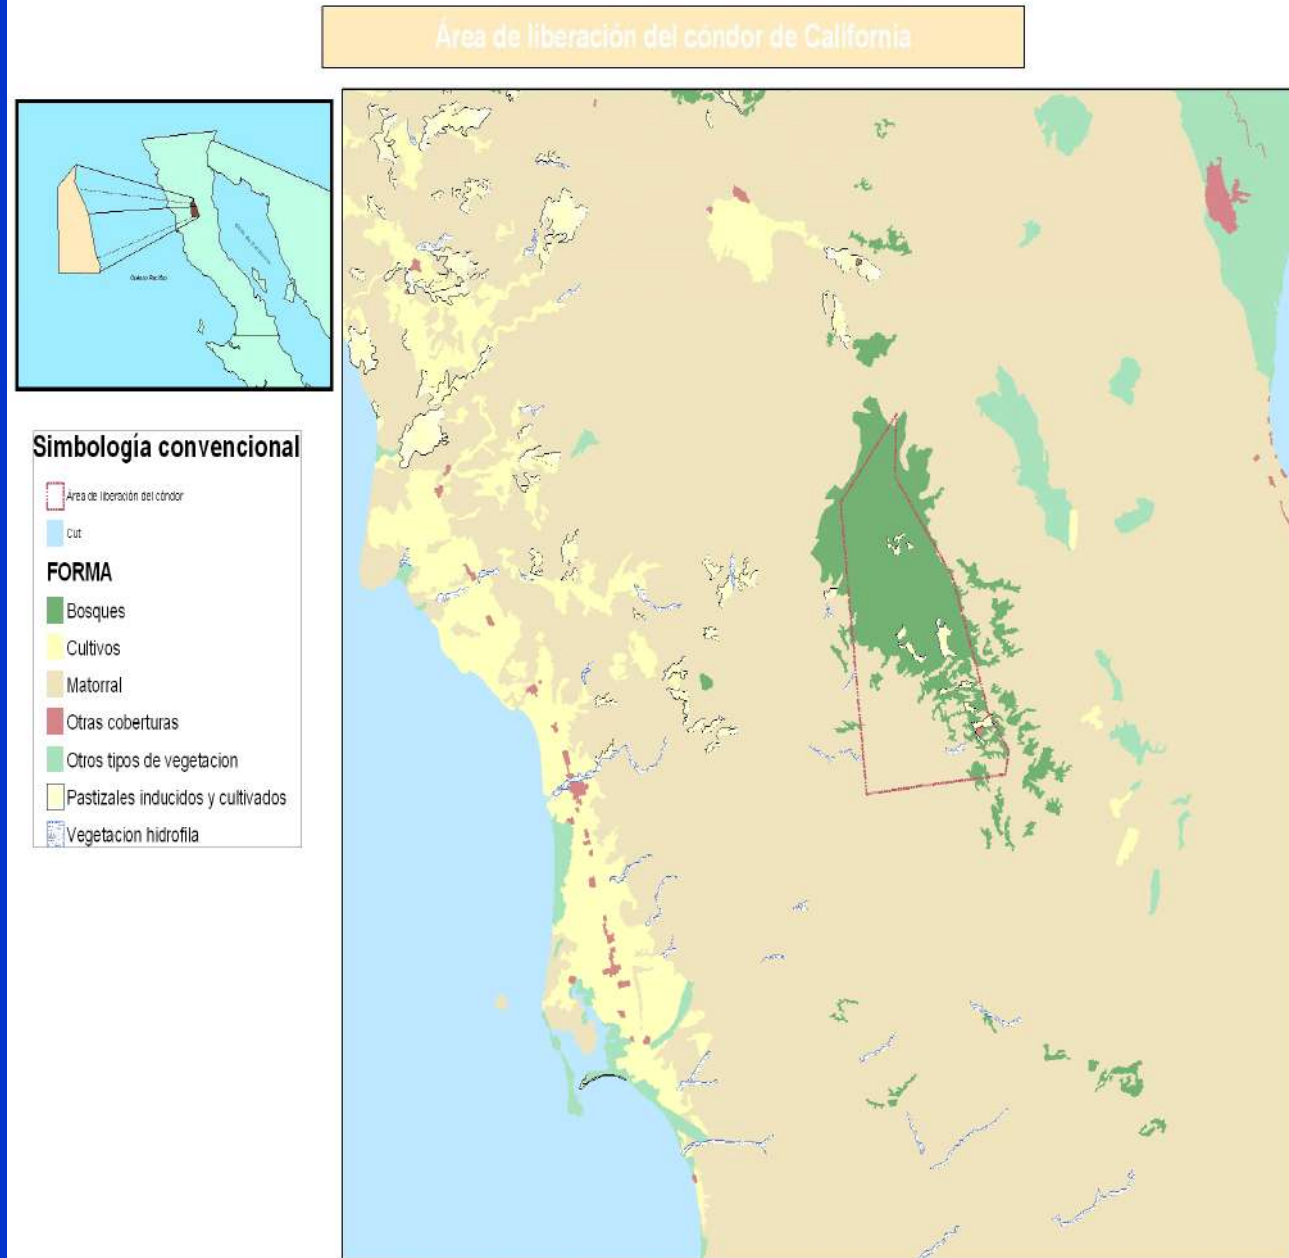 Área de liberación del cóndor de California
Océano Pacífico
Simbología convencional
Área de liberación del cóndor
Cut
FORMA
Bosques
Cultivos
Matorral
Otras coberturas
Otros tipos de vegetacion
Pastizales inducidos y cultivados
Vegetacion hidrofila